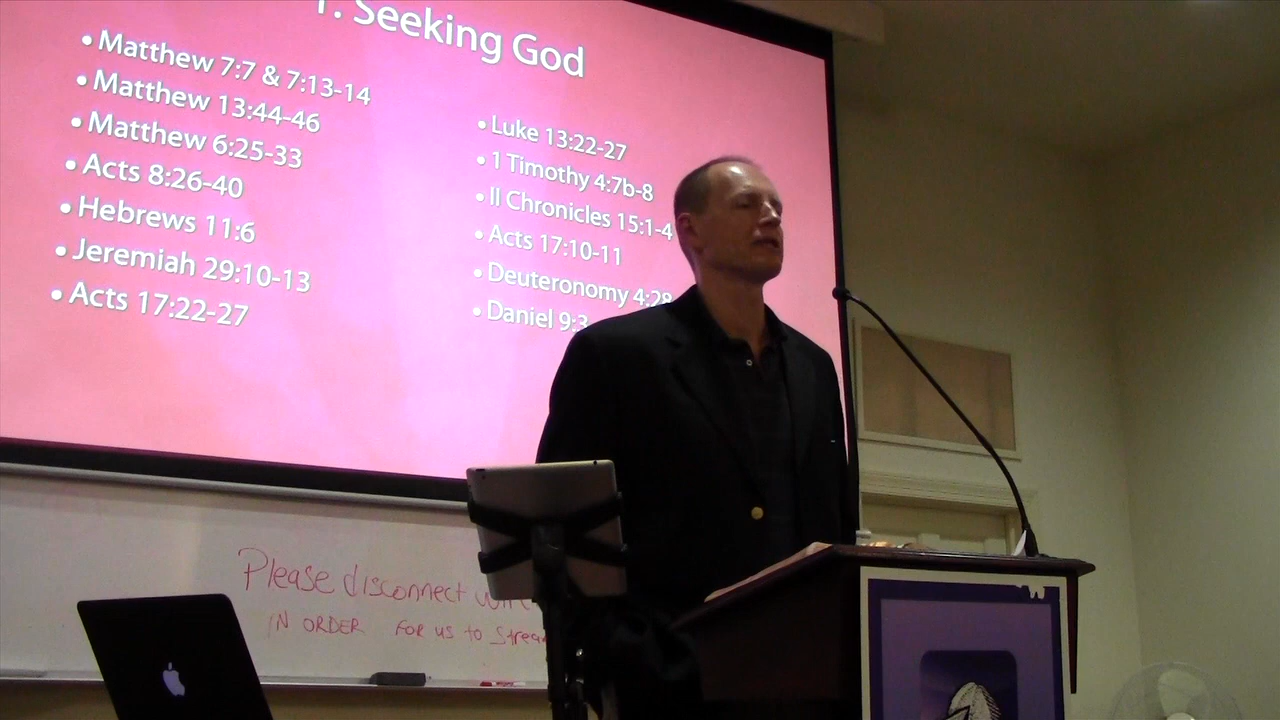 1. Seeking God
• Matthew 7:7 & 7:13-14
• Matthew 13:44-46
• Matthew 6:25-33
• Acts 8:26-40
• Hebrews 11:6
• Jeremiah 29:10-13
• Acts 17:22-27
• Luke 13:22-27
• 1 Timothy 4:7b-8
• II Chronicles 15:1-4
• Acts 17:10-11
• Deuteronomy 4:28
• Daniel 9:3
Please disconnect
IN ORDER FOR us to Strea